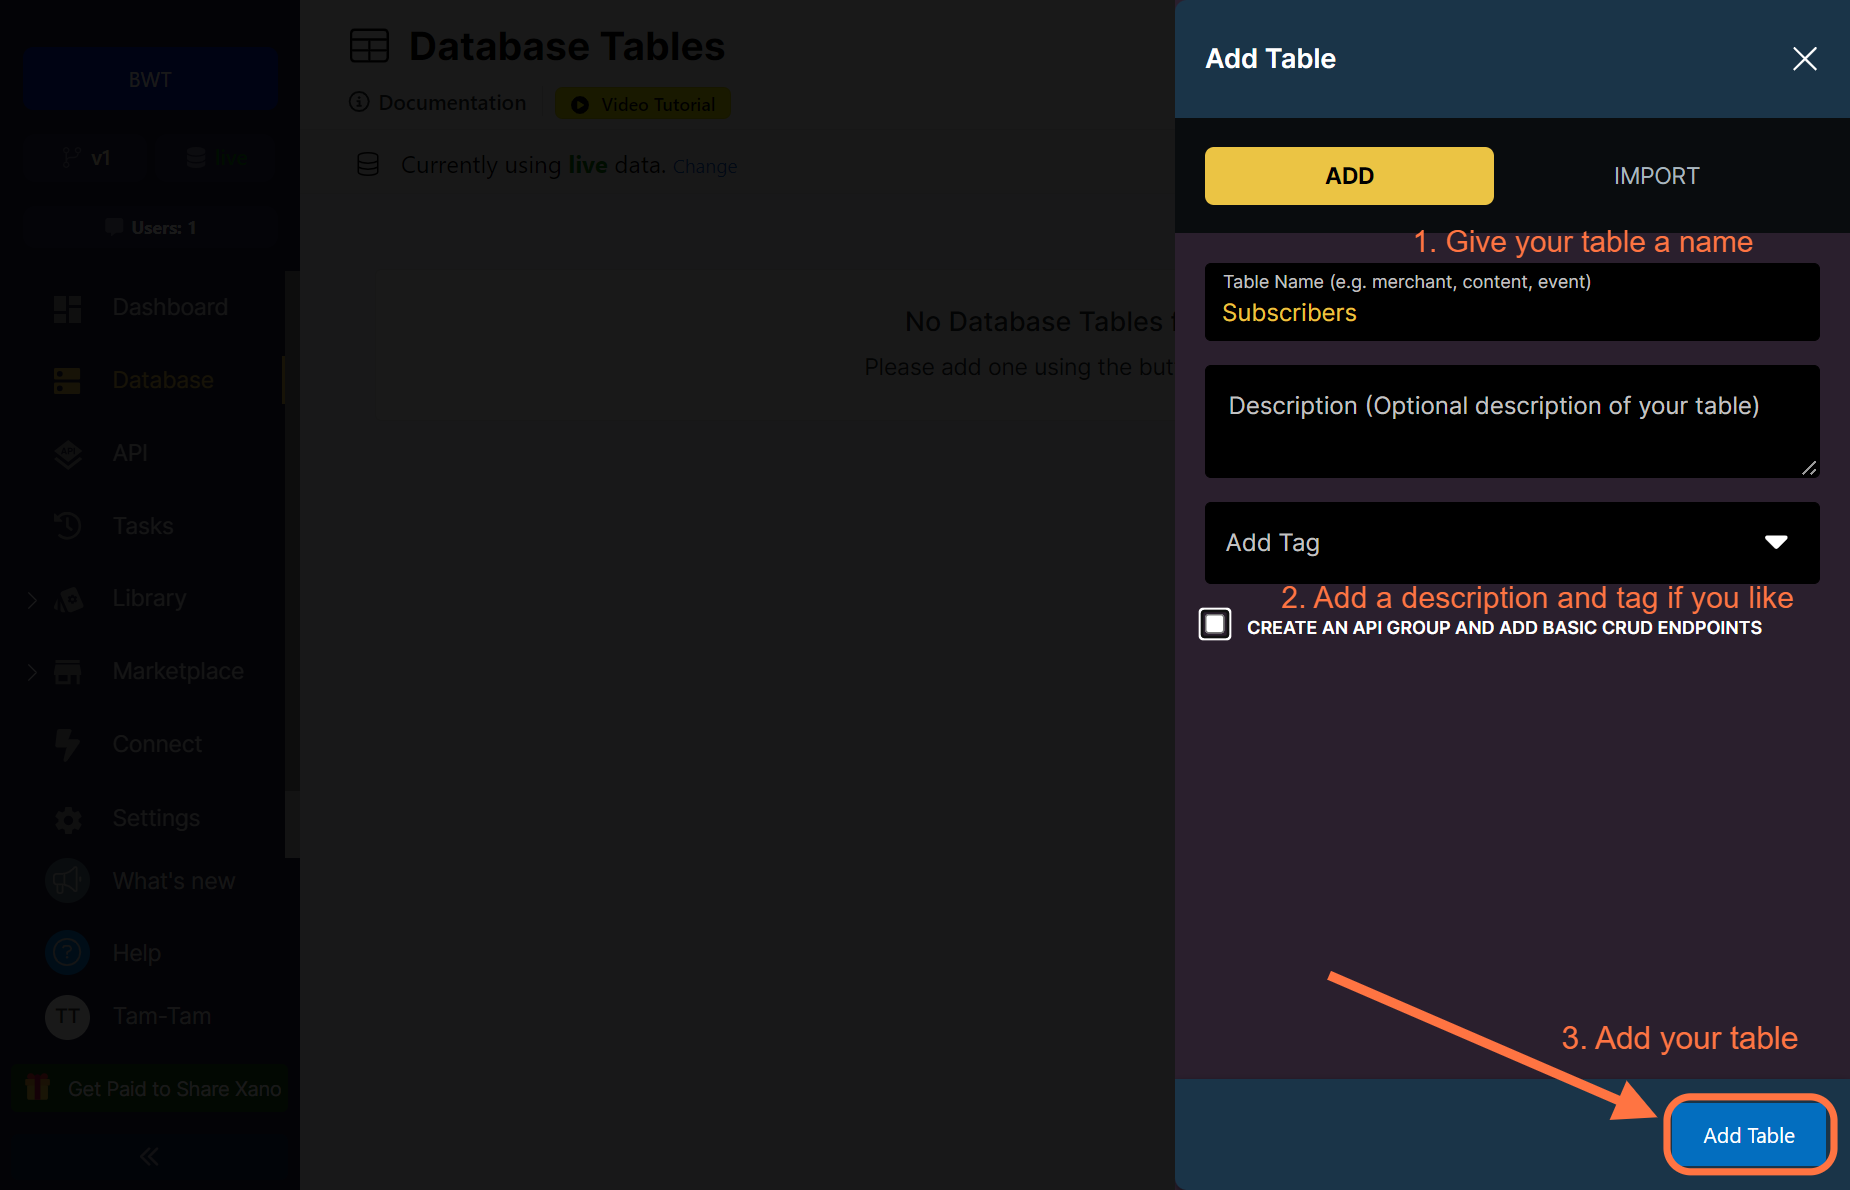 BWT
v1
live
Users: 1
Dashboard
Database
API
Tasks
Library
Marketplace
Connect
Settings
What's new
Help
TT
Tam-Tam
Get Paid to Share Xano
Database Tables
Documentation
Video Tutorial
Currently using live data. Change
No Database Tables
Please add one using the but
Add Table
ADD
IMPORT
1. Give your table a name
Table Name (e.g. merchant, content, event)
Subscribers
Description (Optional description of your table)
Add Tag
2. Add a description and tag if you like
CREATE AN API GROUP AND ADD BASIC CRUD ENDPOINTS
3. Add your table
Add Table